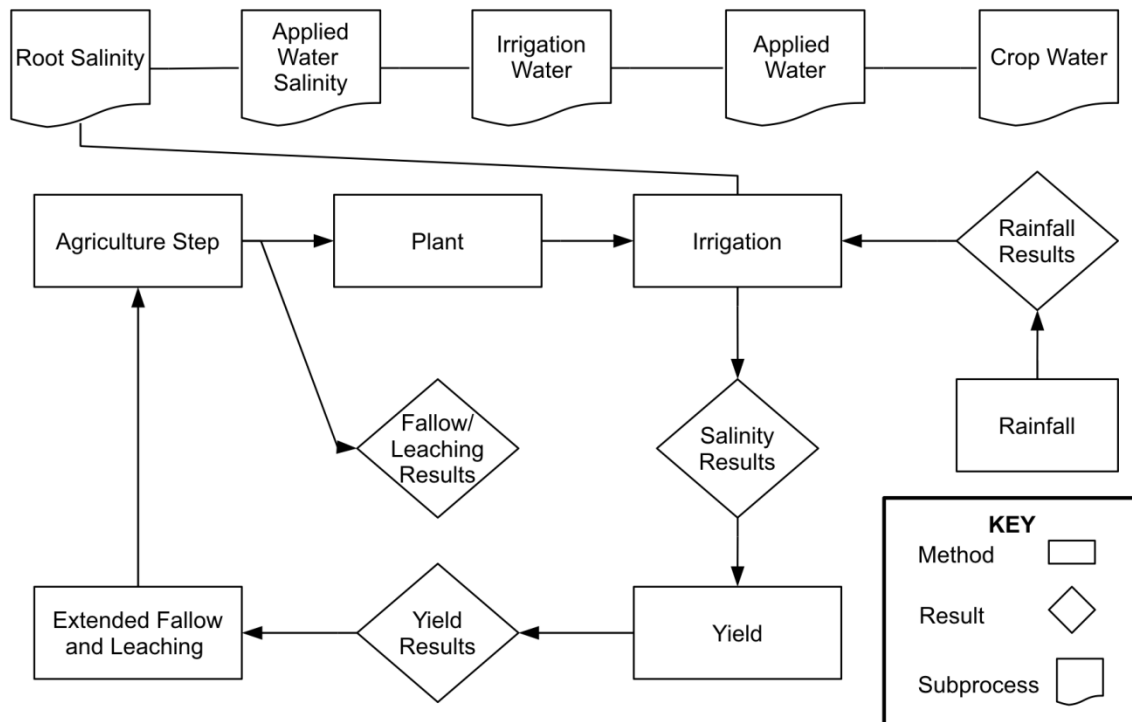 Root Salinity
Applied
Water
Salinity
Irrigation
Water
Applied
Water
Crop Water
Agriculture Step
Plant
Irrigation
Rainfall
Results
Fallow/
Leaching
Results
Salinity
Results
Rainfall
Extended Fallow
and Leaching
Yield
Results
Yield
KEY
Method
Result
Subprocess